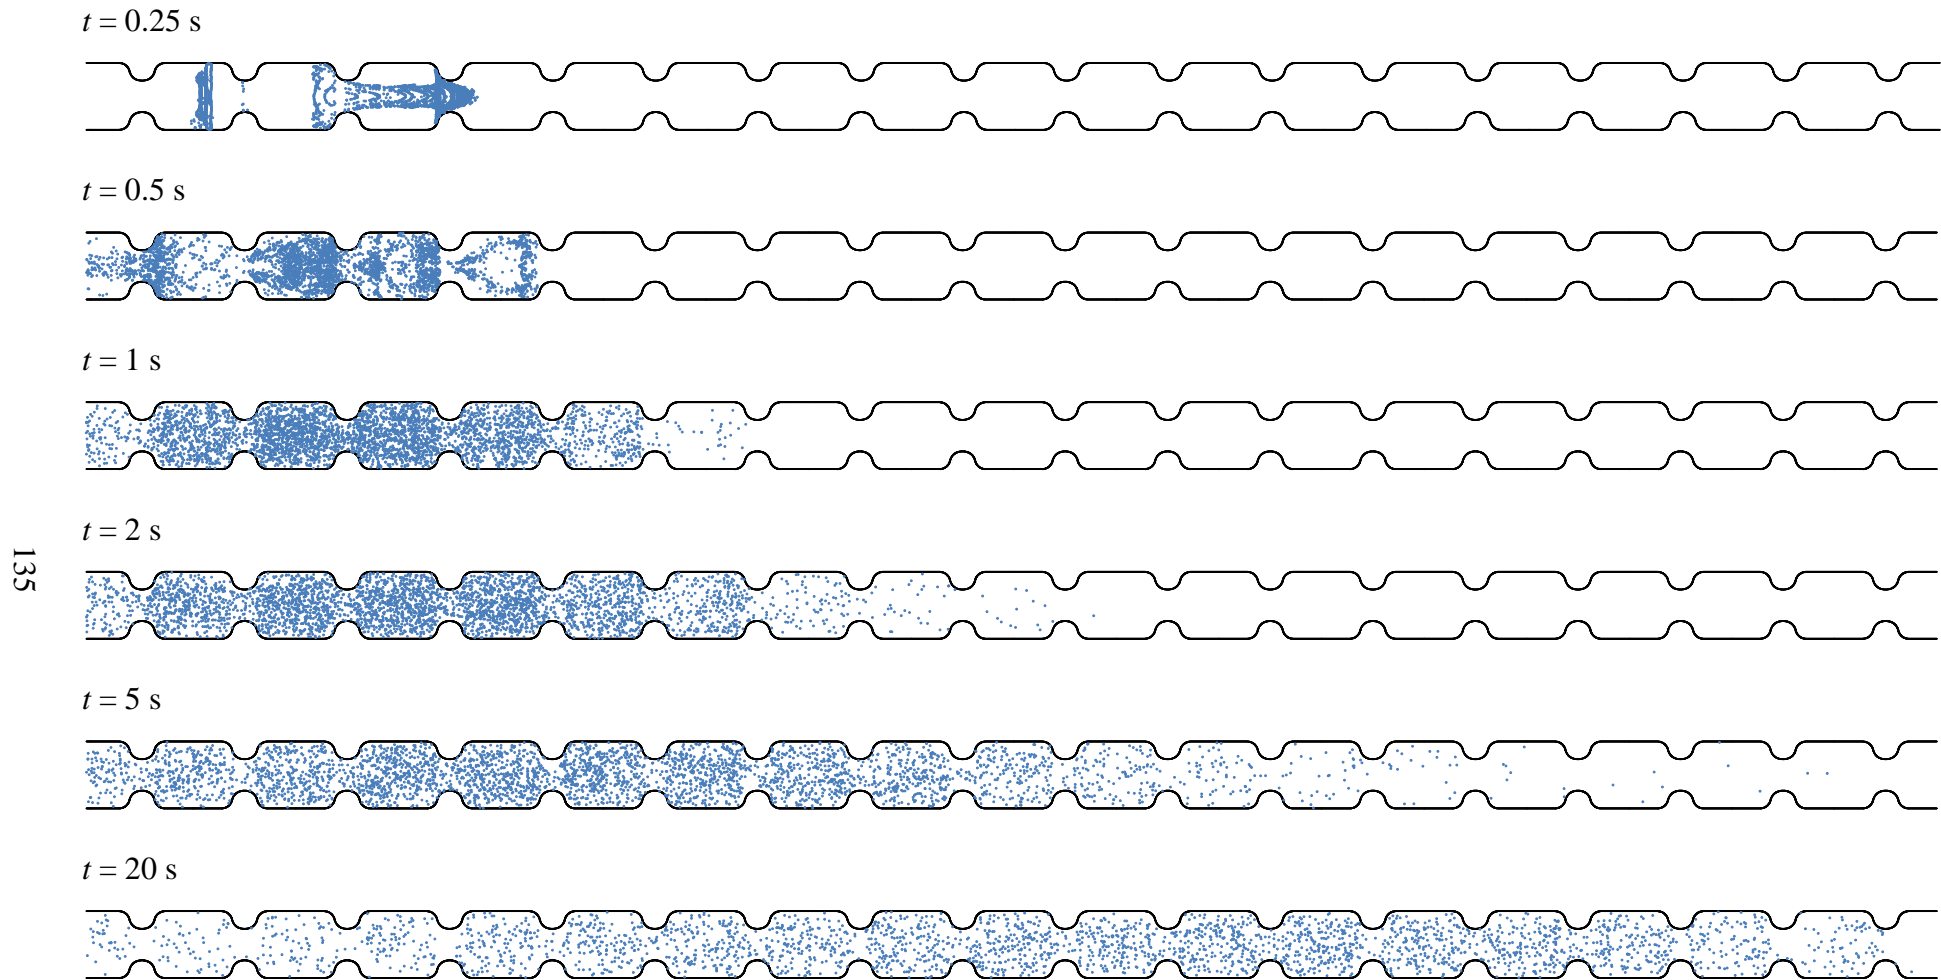 t = 0.25 s
t = 0.5 s
t = 1 s
t = 2 s
135
t = 5 s
t = 20 s